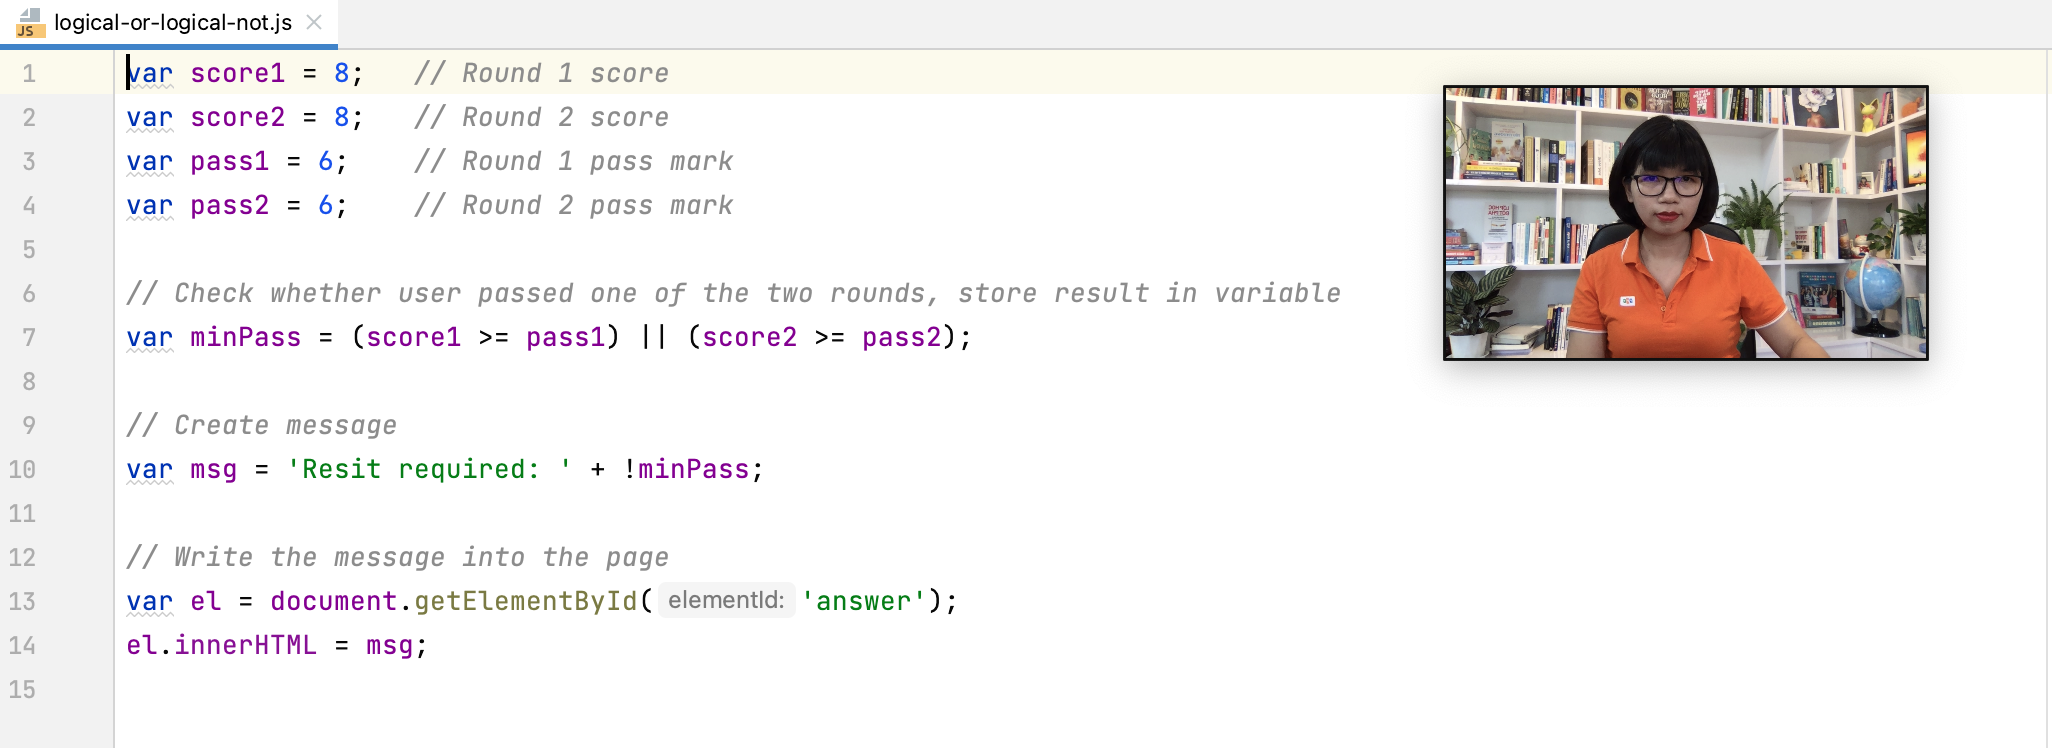 logical-or-logical-not.js
1 var score1 = 8;   // Round 1 score
2 var score2 = 8;   // Round 2 score
3 var pass1 = 6;    // Round 1 pass mark
4 var pass2 = 6;    // Round 2 pass mark
5
6 // Check whether user passed one of the two rounds, store result in variable
7 var minPass = (score1 >= pass1) || (score2 >= pass2);
8
9 // Create message
10 var msg = 'Resit required: ' + !minPass;
11
12 // Write the message into the page
13 var el = document.getElementById( elementId: 'answer');
14 el.innerHTML = msg;
15
JS